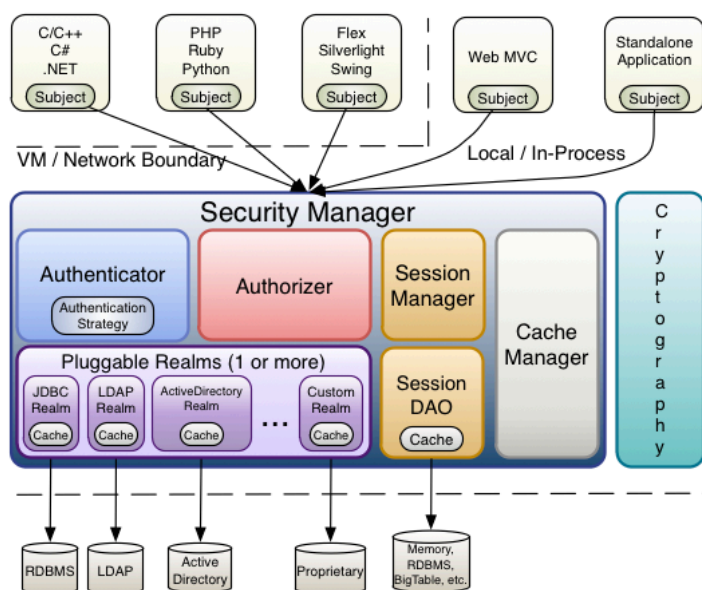 C/C++
C#
.NET
Subject
PHP
Ruby
Python
Subject
Flex
Silverlight
Swing
Subject
Web MVC
Subject
Standalone
Application
Subject
VM / Network Boundary
Local / In-Process
Security Manager
Authenticator
Authentication
Strategy
Authorizer
Session
Manager
Cache
Manager
Cryptography
Pluggable Realms (1 or more)
JDBC
Realm
Cache
LDAP
Realm
Cache
ActiveDirectory
Realm
Cache
...
Custom
Realm
Cache
Session
DAO
Cache
RDBMS
LDAP
Active
Directory
Proprietary
Memory,
RDBMS,
BigTable, etc.